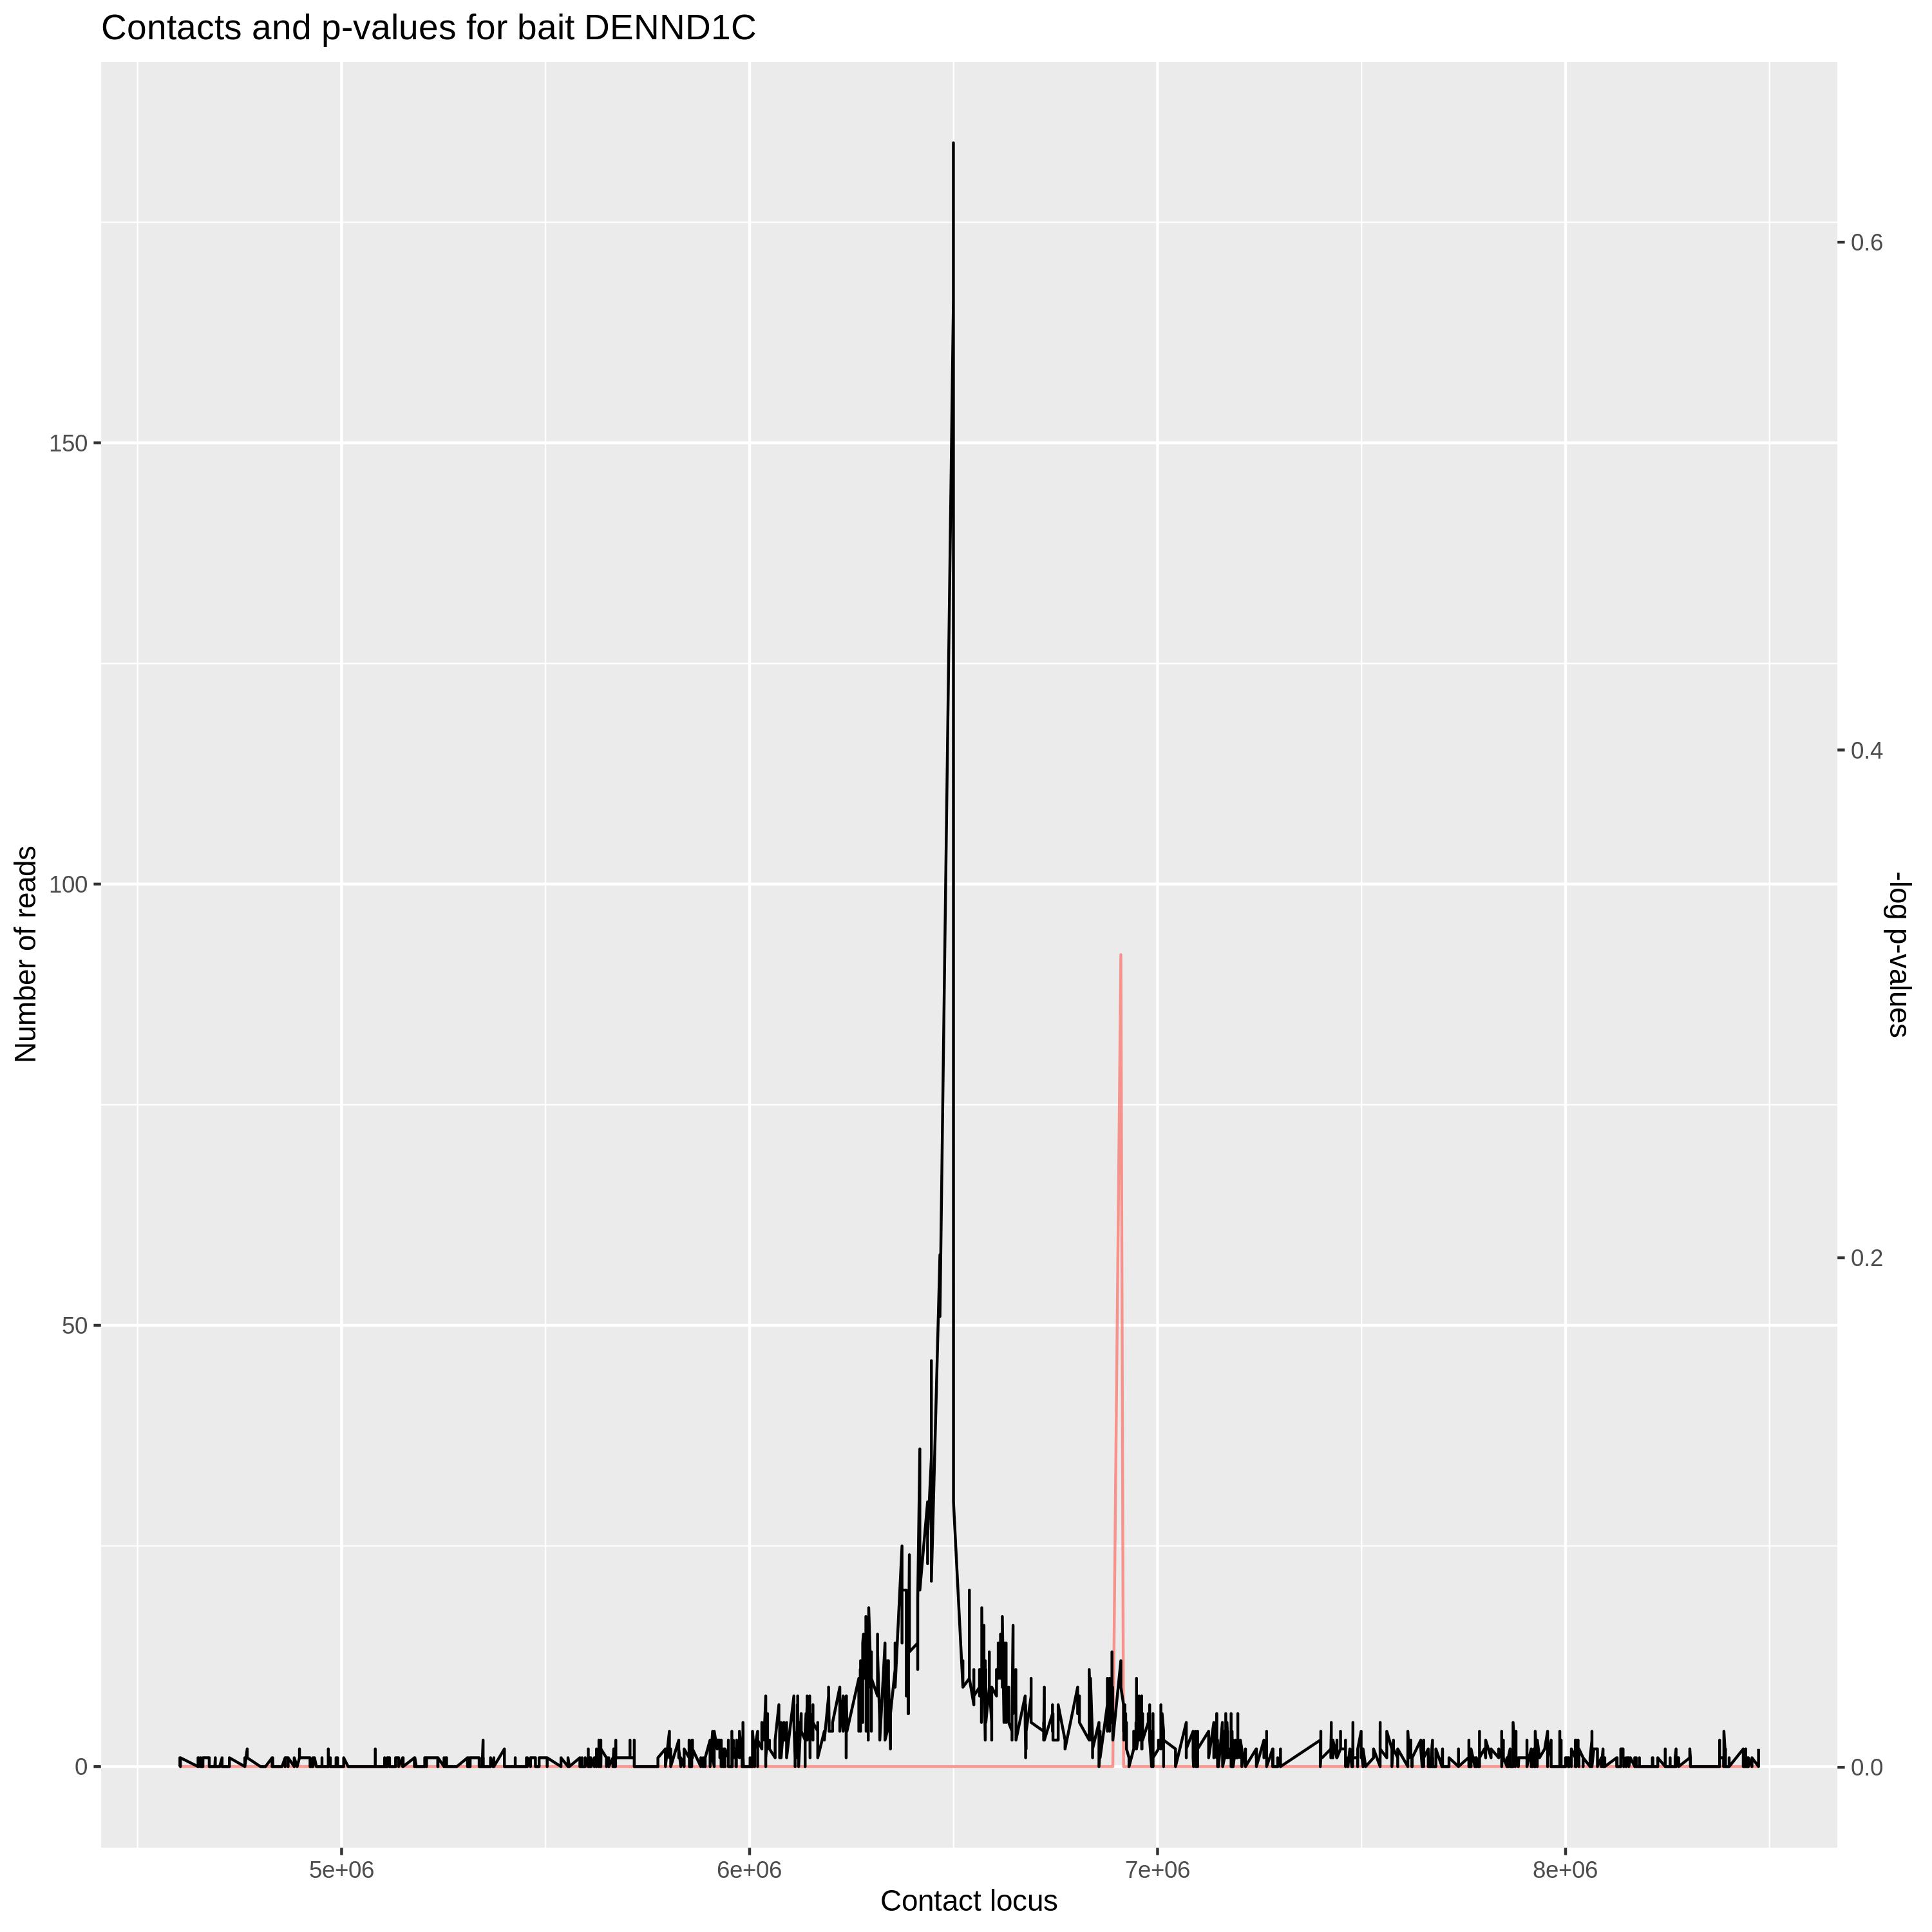 Contacts and p-values for bait DENND1C
Number of reads
150
100
50
0
0.6
0.4
0.2
0.0
-log p-values
5e+06
6e+06
7e+06
8e+06
Contact locus